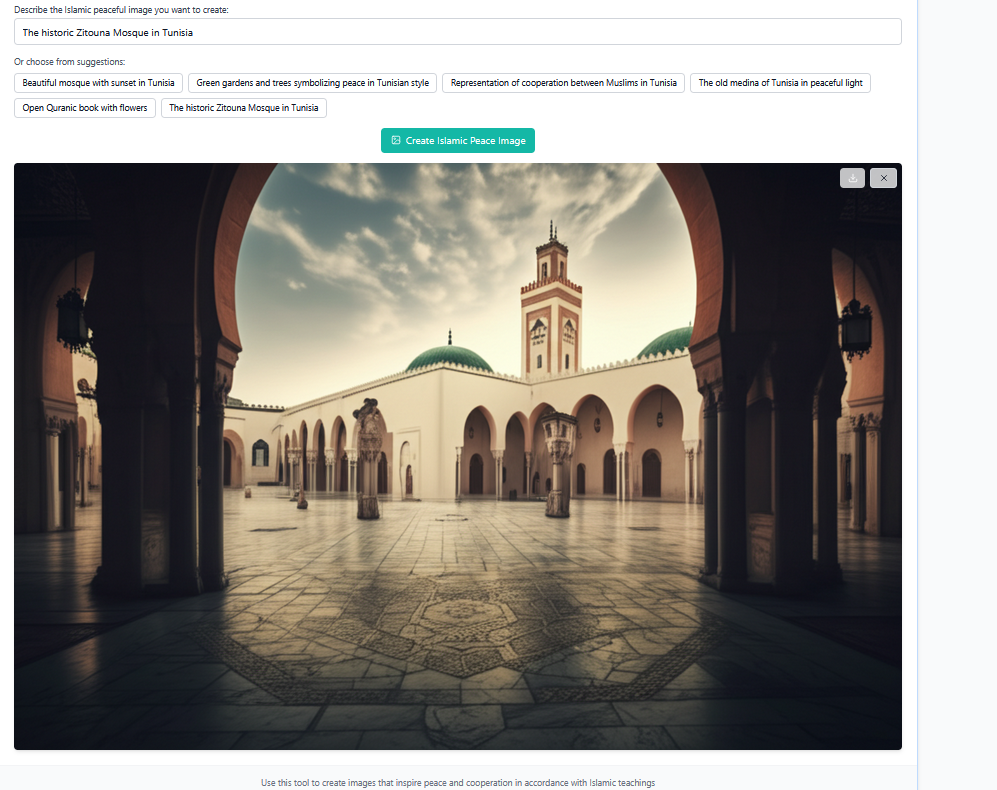 Describe the Islamic peaceful image you want to create:
The historic Zitouna Mosque in Tunisia
Or choose from suggestions:
Beautiful mosque with sunset in Tunisia
Green gardens and trees symbolizing peace in Tunisian style
Representation of cooperation between Muslims in Tunisia
The old medina of Tunisia in peaceful light
Open Quranic book with flowers
The historic Zitouna Mosque in Tunisia
Create Islamic Peace Image
Use this tool to create images that inspire peace and cooperation in accordance with Islamic teachings